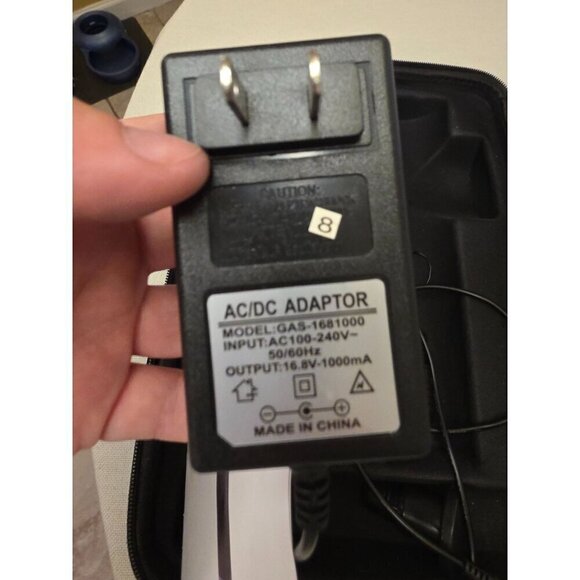 CAUTION:
8
AC/DC ADAPTOR
MODEL:GAS-1681000
INPUT:AC100-240V~
50/60Hz
OUTPUT:16.8V-1000mA
MADE IN CHINA